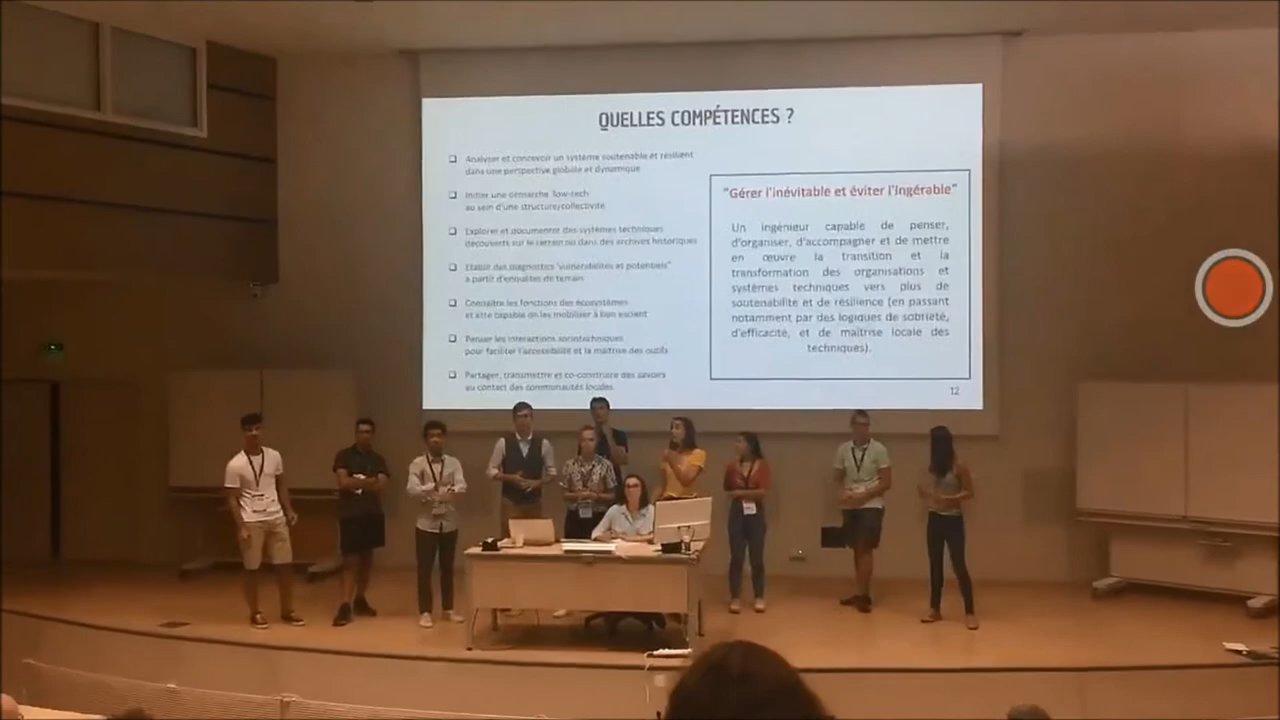 QUELLES COMPÉTENCES ?
❑ Analyser et concevoir un système soutenable et résilient
dans une perspective globale et dynamique
❑ Initier une démarche low-tech
au sein d'une structure/collectivité
❑ Explorer et documenter des systèmes techniques
découverts sur le terrain ou dans des archives historiques
❑ Etablir des diagnostics "vulnérabilités et potentiels"
à partir d'enquêtes de terrain
❑ Connaître les fonctions des écosystèmes
et être capable de les mobiliser à bon escient
❑ Penser les interactions sociotechniques
pour faciliter l'accessibilité et la maîtrise des outils
❑ Partager, transmettre et co-construire des savoirs
au contact des communautés locales
"Gérer l'inévitable et éviter l'ingérable"
Un ingénieur capable de penser,
d'organiser, d'accompagner et de mettre
en œuvre la transition et la
transformation des organisations et
systèmes techniques vers plus de
soutenabilité et de résilience (en passant
notamment par des logiques de sobriété,
d'efficacité, et de maîtrise locale des
techniques).
12